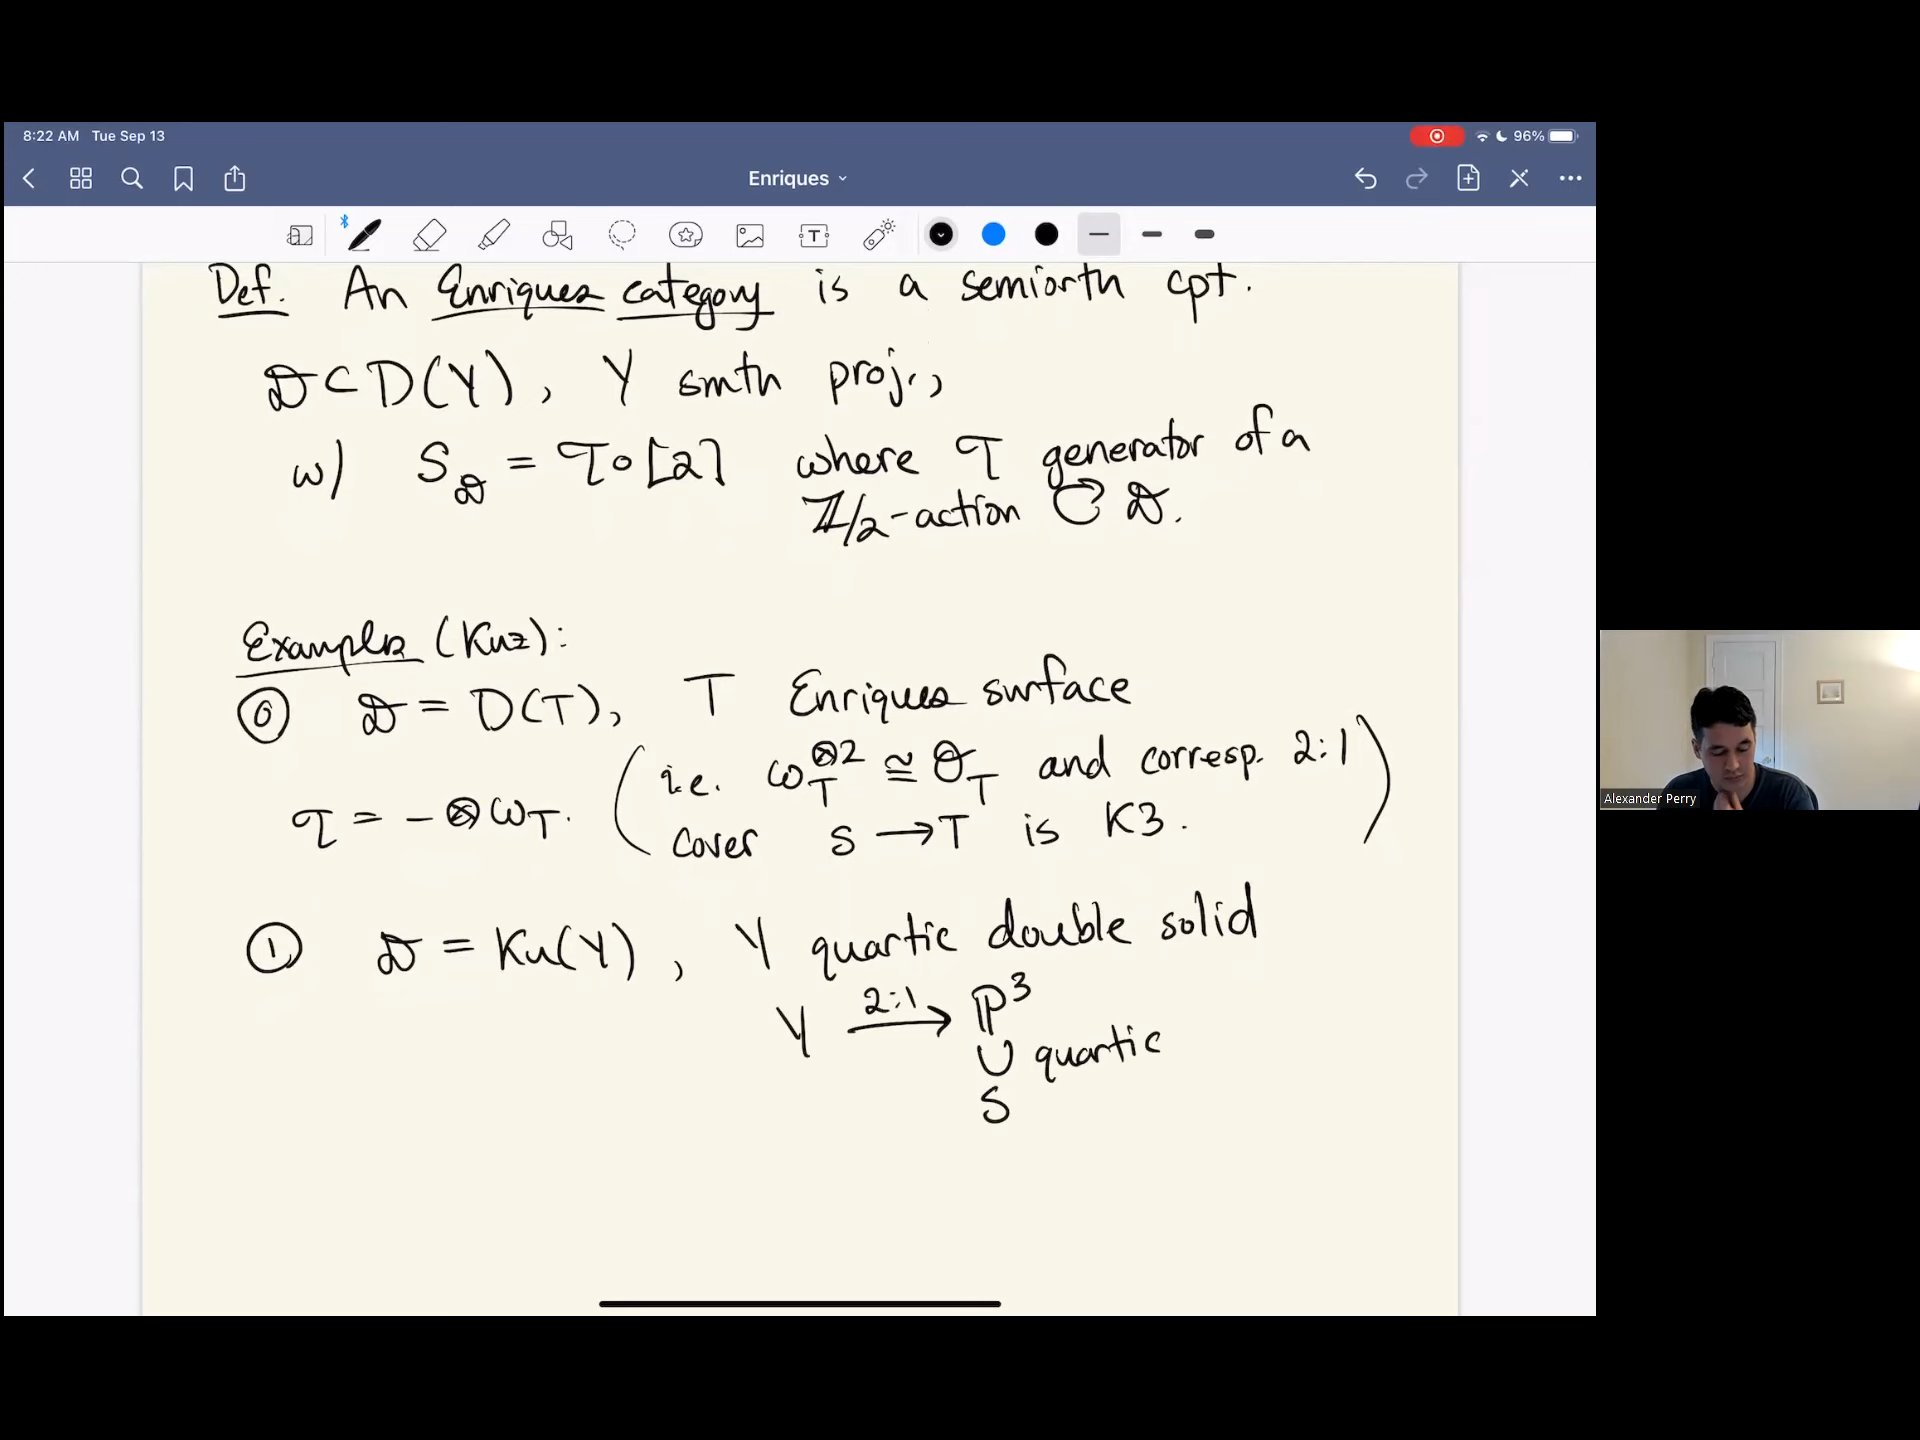 8:22 AM Tue Sep 13
96%
Enriques
Def. An Enriques category is a semiorth cpt.
𝒟 ⊂ D(Y), Y smth proj.,
w/ S_𝒟 = τ∘[2] where τ generator of a
ℤ/2-action ↻ 𝒟.
Examples (Kuz):
⓪ 𝒟 = D(T), T Enriques surface
(i.e. ω_T^{⊗2} ≅ 𝒪_T and corresp. 2:1
τ = -⊗ω_T. cover S → T is K3.)
① 𝒟 = Ku(Y), Y quartic double solid
Y 2:1→ ℙ³
∪ quartic
S
Alexander Perry